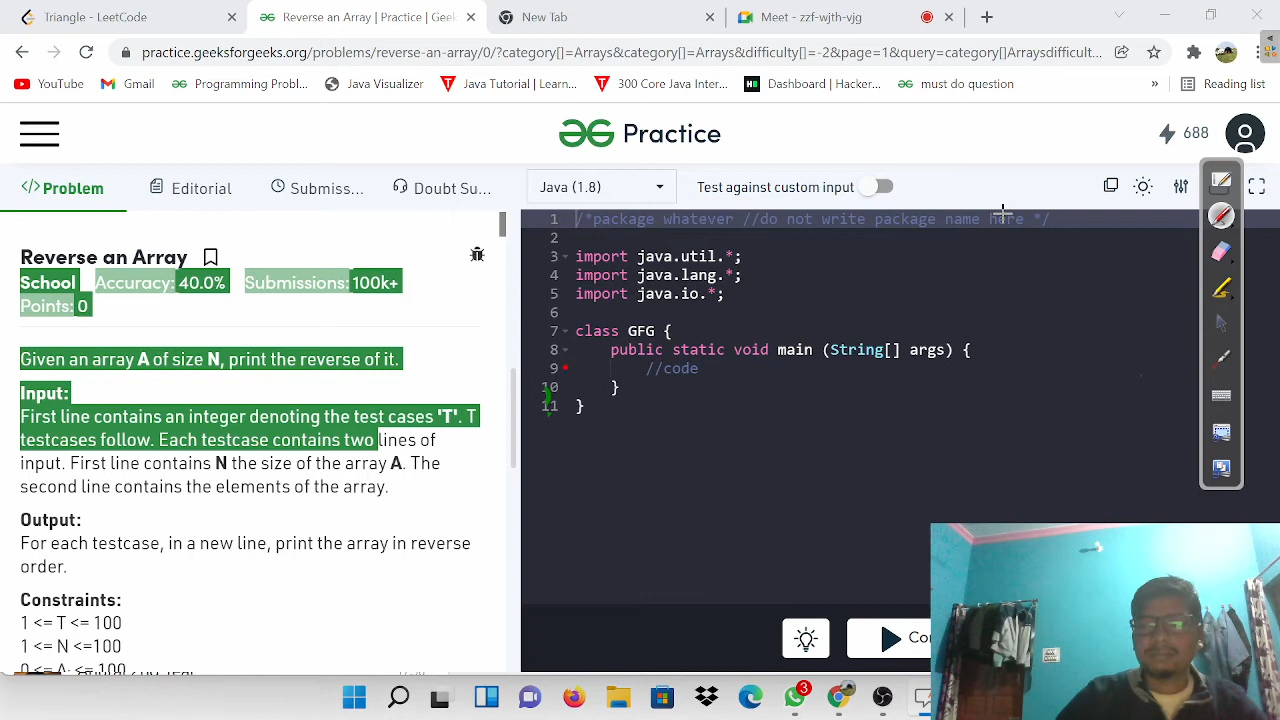 Triangle - LeetCode
Reverse an Array | Practice | Geek
New Tab
Meet - zzf-wjth-vjg
practice.geeksforgeeks.org/problems/reverse-an-array/0/?category[]=Arrays&category[]=Arrays&difficulty[]=-2&page=1&query=category[]Arraysdifficult...
YouTube
Gmail
Programming Probl...
Java Visualizer
Java Tutorial | Learn...
300 Core Java Inter...
Dashboard | Hacker...
must do question
»
Reading list
Practice
688
</> Problem
Editorial
Submiss...
Doubt Su...
Java (1.8)
Test against custom input
Reverse an Array
School Accuracy: 40.0% Submissions: 100k+
Points: 0
Given an array A of size N, print the reverse of it.
Input:
First line contains an integer denoting the test cases 'T'. T
testcases follow. Each testcase contains two lines of
input. First line contains N the size of the array A. The
second line contains the elements of the array.
Output:
For each testcase, in a new line, print the array in reverse
order.
Constraints:
1 <= T <= 100
1 <= N <=100
0 <= Ai <= 100
1 /*package whatever //do not write package name here */
2
3 import java.util.*;
4 import java.lang.*;
5 import java.io.*;
6
7 class GFG {
8 public static void main (String[] args) {
9 //code
10 }
11 }
Co
3